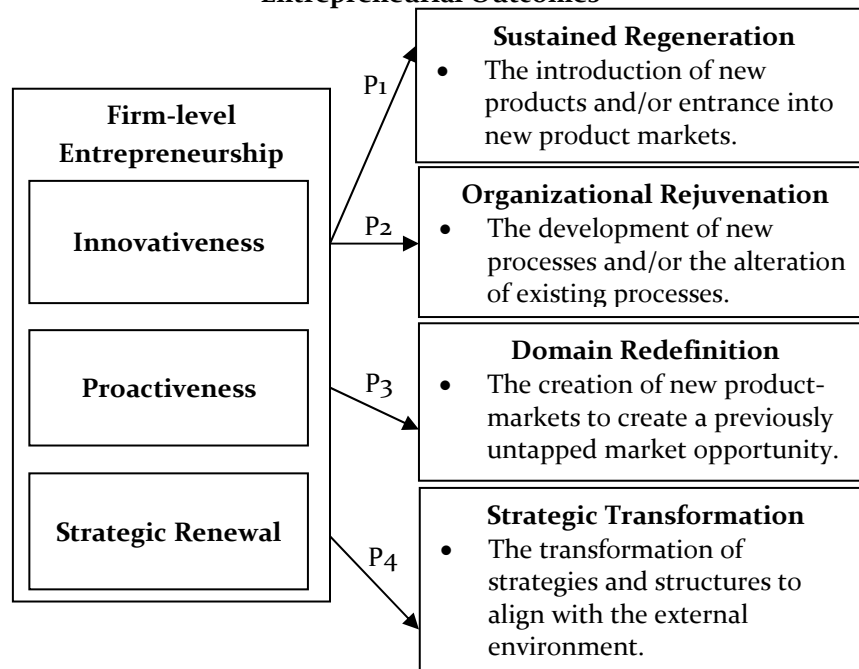 Entrepreneurial Outcomes
Firm-level
Entrepreneurship
Innovativeness
Proactiveness
Strategic Renewal
P1
P2
P3
P4
Sustained Regeneration
• The introduction of new
products and/or entrance into
new product markets.
Organizational Rejuvenation
• The development of new
processes and/or the alteration
of existing processes.
Domain Redefinition
• The creation of new product-
markets to create a previously
untapped market opportunity.
Strategic Transformation
• The transformation of
strategies and structures to
align with the external
environment.